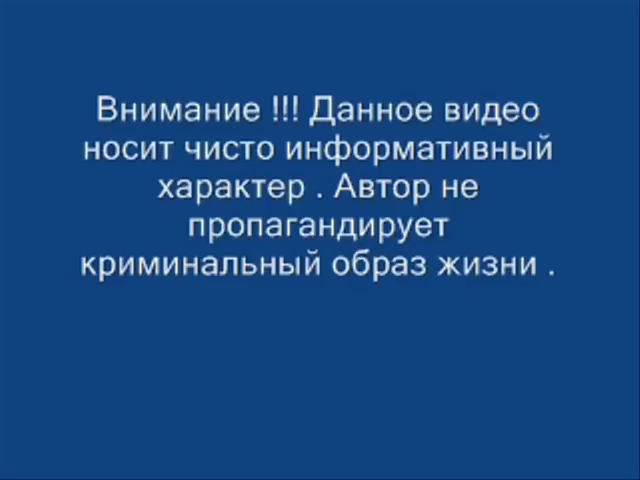 Внимание !!! Данное видео
носит чисто информативный
характер . Автор не
пропагандирует
криминальный образ жизни .